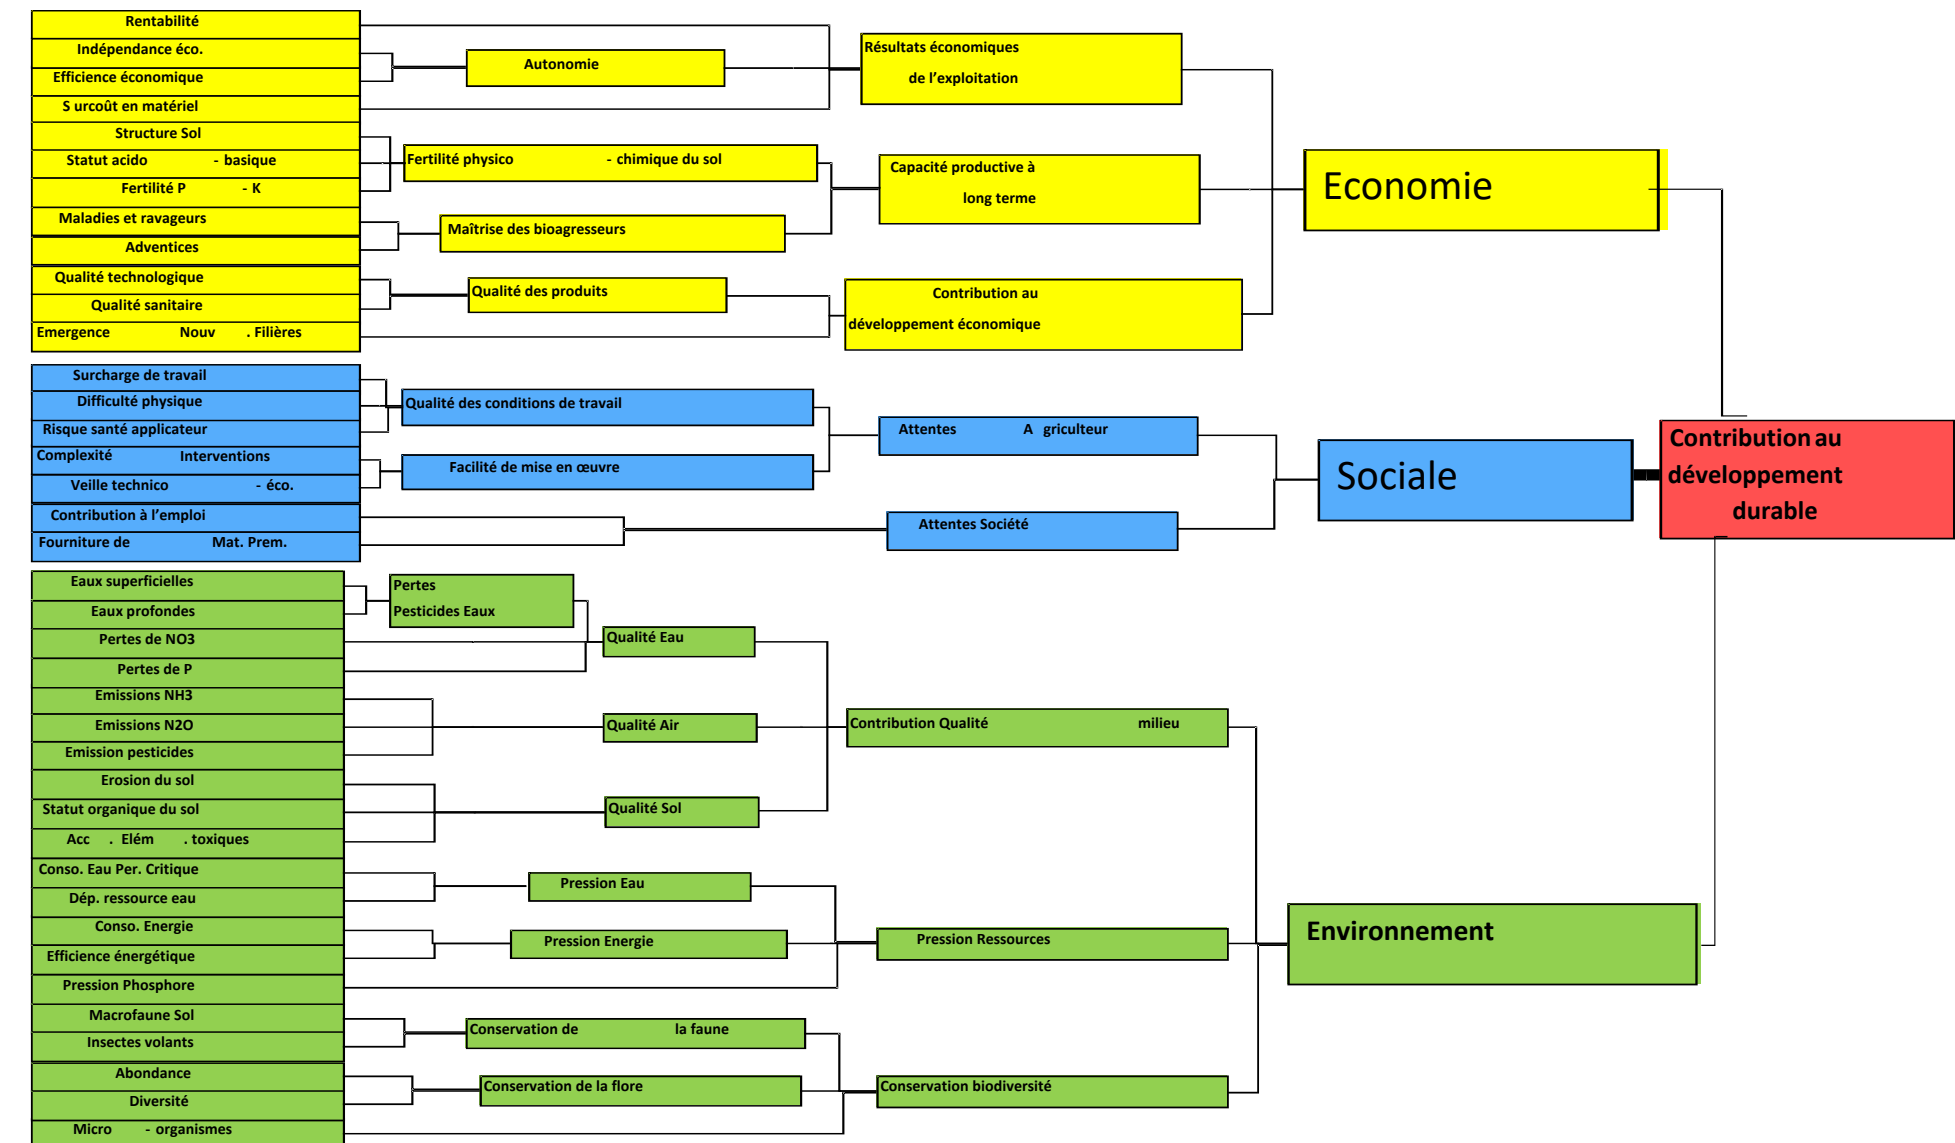 Rentabilité
Indépendance éco.
Efficience économique
S urcoût en matériel
Structure Sol
Statut acido - basique
Fertilité P - K
Maladies et ravageurs
Adventices
Qualité technologique
Qualité sanitaire
Emergence Nouv . Filières
Autonomie
Fertilité physico - chimique du sol
Maîtrise des bioagresseurs
Qualité des produits
Résultats économiques
de l'exploitation
Capacité productive à
long terme
Contribution au
développement économique
Economie
Surcharge de travail
Difficulté physique
Risque santé applicateur
Complexité Interventions
Veille technico - éco.
Contribution à l'emploi
Fourniture de Mat. Prem.
Qualité des conditions de travail
Facilité de mise en œuvre
Attentes A griculteur
Attentes Société
Sociale
Contribution au
développement
durable
Eaux superficielles
Eaux profondes
Pertes de NO3
Pertes de P
Emissions NH3
Emissions N2O
Emission pesticides
Erosion du sol
Statut organique du sol
Acc . Elém . toxiques
Conso. Eau Per. Critique
Dép. ressource eau
Conso. Energie
Efficience énergétique
Pression Phosphore
Macrofaune Sol
Insectes volants
Abondance
Diversité
Micro - organismes
Pertes
Pesticides Eaux
Qualité Eau
Qualité Air
Qualité Sol
Pression Eau
Pression Energie
Conservation de la faune
Conservation de la flore
Contribution Qualité milieu
Pression Ressources
Conservation biodiversité
Environnement